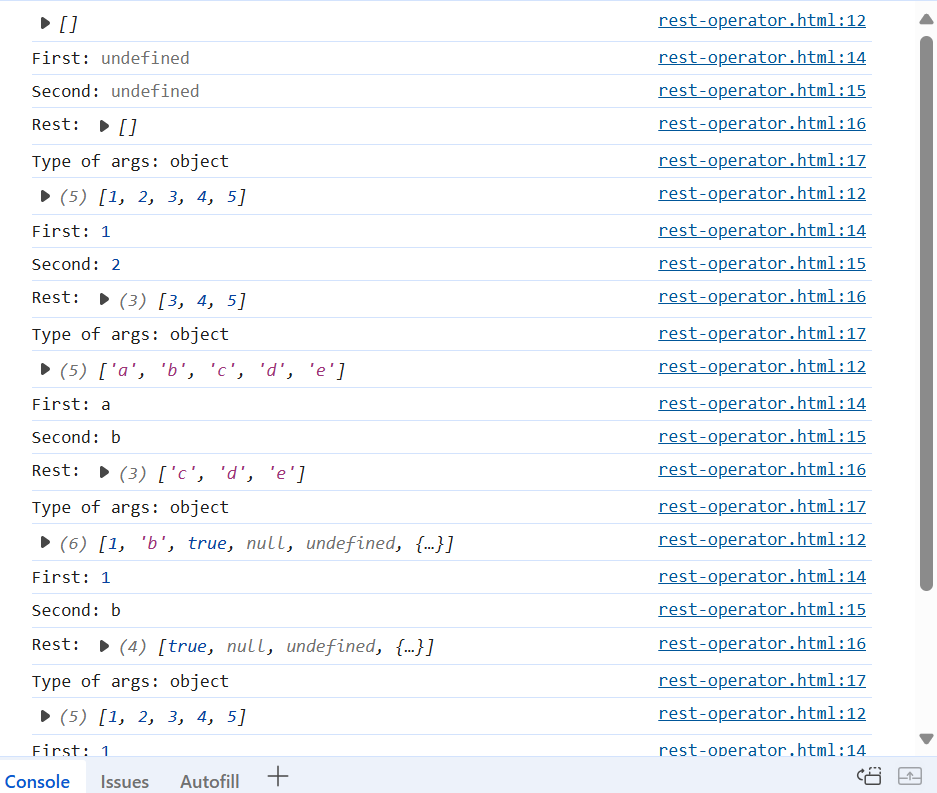 ▶ [] rest-operator.html:12
First: undefined rest-operator.html:14
Second: undefined rest-operator.html:15
Rest: ▶ [] rest-operator.html:16
Type of args: object rest-operator.html:17
▶ (5) [1, 2, 3, 4, 5] rest-operator.html:12
First: 1 rest-operator.html:14
Second: 2 rest-operator.html:15
Rest: ▶ (3) [3, 4, 5] rest-operator.html:16
Type of args: object rest-operator.html:17
▶ (5) ['a', 'b', 'c', 'd', 'e'] rest-operator.html:12
First: a rest-operator.html:14
Second: b rest-operator.html:15
Rest: ▶ (3) ['c', 'd', 'e'] rest-operator.html:16
Type of args: object rest-operator.html:17
▶ (6) [1, 'b', true, null, undefined, {…}] rest-operator.html:12
First: 1 rest-operator.html:14
Second: b rest-operator.html:15
Rest: ▶ (4) [true, null, undefined, {…}] rest-operator.html:16
Type of args: object rest-operator.html:17
▶ (5) [1, 2, 3, 4, 5] rest-operator.html:12
First: 1 rest-operator.html:14
Console Issues Autofill